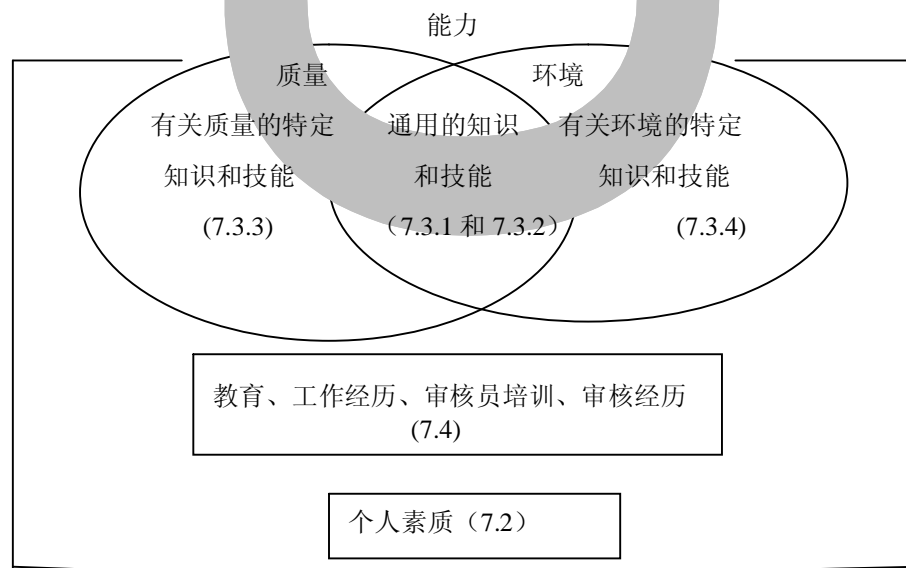 能力
质量 环境
有关质量的特定 通用的知识 有关环境的特定
知识和技能 和技能 知识和技能
(7.3.3) （7.3.1 和 7.3.2） (7.3.4)
教育、工作经历、审核员培训、审核经历
(7.4)
个人素质（7.2）